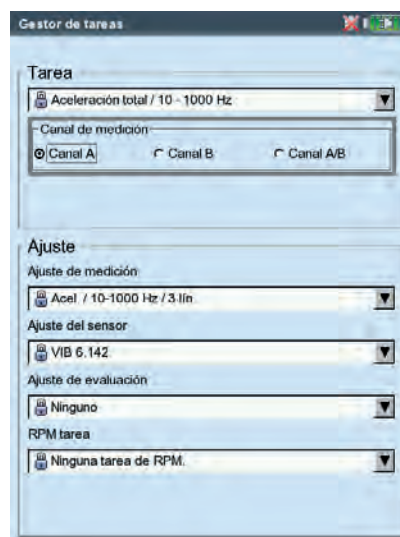 Gestor de tareas
Tarea
Aceleración total / 10 - 1000 Hz
Canal de medición
Canal A
Canal B
Canal A/B
Ajuste
Ajuste de medición
Acel / 10-1000 Hz / 3 lín
Ajuste del sensor
VIB 6.142
Ajuste de evaluación
Ninguno
RPM tarea
Ninguna tarea de RPM.